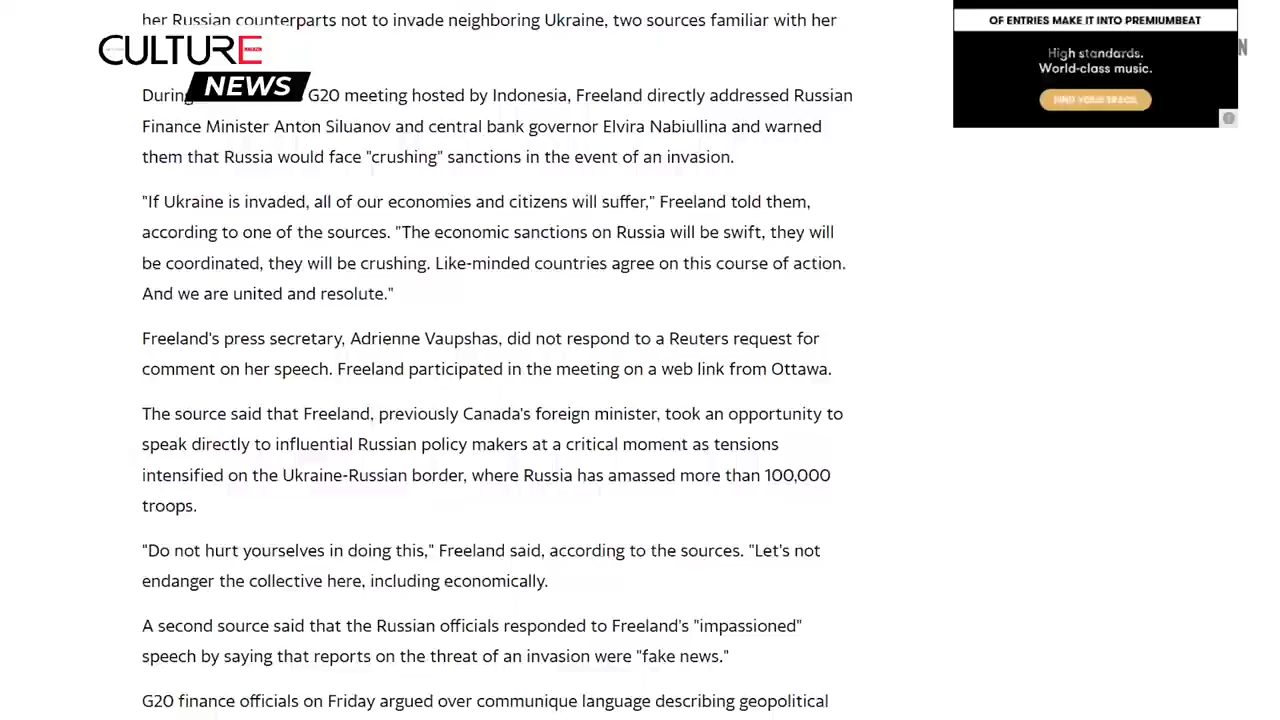 her Russian counterparts not to invade neighboring Ukraine, two sources familiar with her
CULTURE
NEWS
During G20 meeting hosted by Indonesia, Freeland directly addressed Russian
Finance Minister Anton Siluanov and central bank governor Elvira Nabiullina and warned
them that Russia would face "crushing" sanctions in the event of an invasion.
"If Ukraine is invaded, all of our economies and citizens will suffer," Freeland told them,
according to one of the sources. "The economic sanctions on Russia will be swift, they will
be coordinated, they will be crushing. Like-minded countries agree on this course of action.
And we are united and resolute."
Freeland's press secretary, Adrienne Vaupshas, did not respond to a Reuters request for
comment on her speech. Freeland participated in the meeting on a web link from Ottawa.
The source said that Freeland, previously Canada's foreign minister, took an opportunity to
speak directly to influential Russian policy makers at a critical moment as tensions
intensified on the Ukraine-Russian border, where Russia has amassed more than 100,000
troops.
"Do not hurt yourselves in doing this," Freeland said, according to the sources. "Let's not
endanger the collective here, including economically.
A second source said that the Russian officials responded to Freeland's "impassioned"
speech by saying that reports on the threat of an invasion were "fake news."
G20 finance officials on Friday argued over communique language describing geopolitical
OF ENTRIES MAKE IT INTO PREMIUMBEAT
High standards.
World-class music.
FIND YOUR TRACK